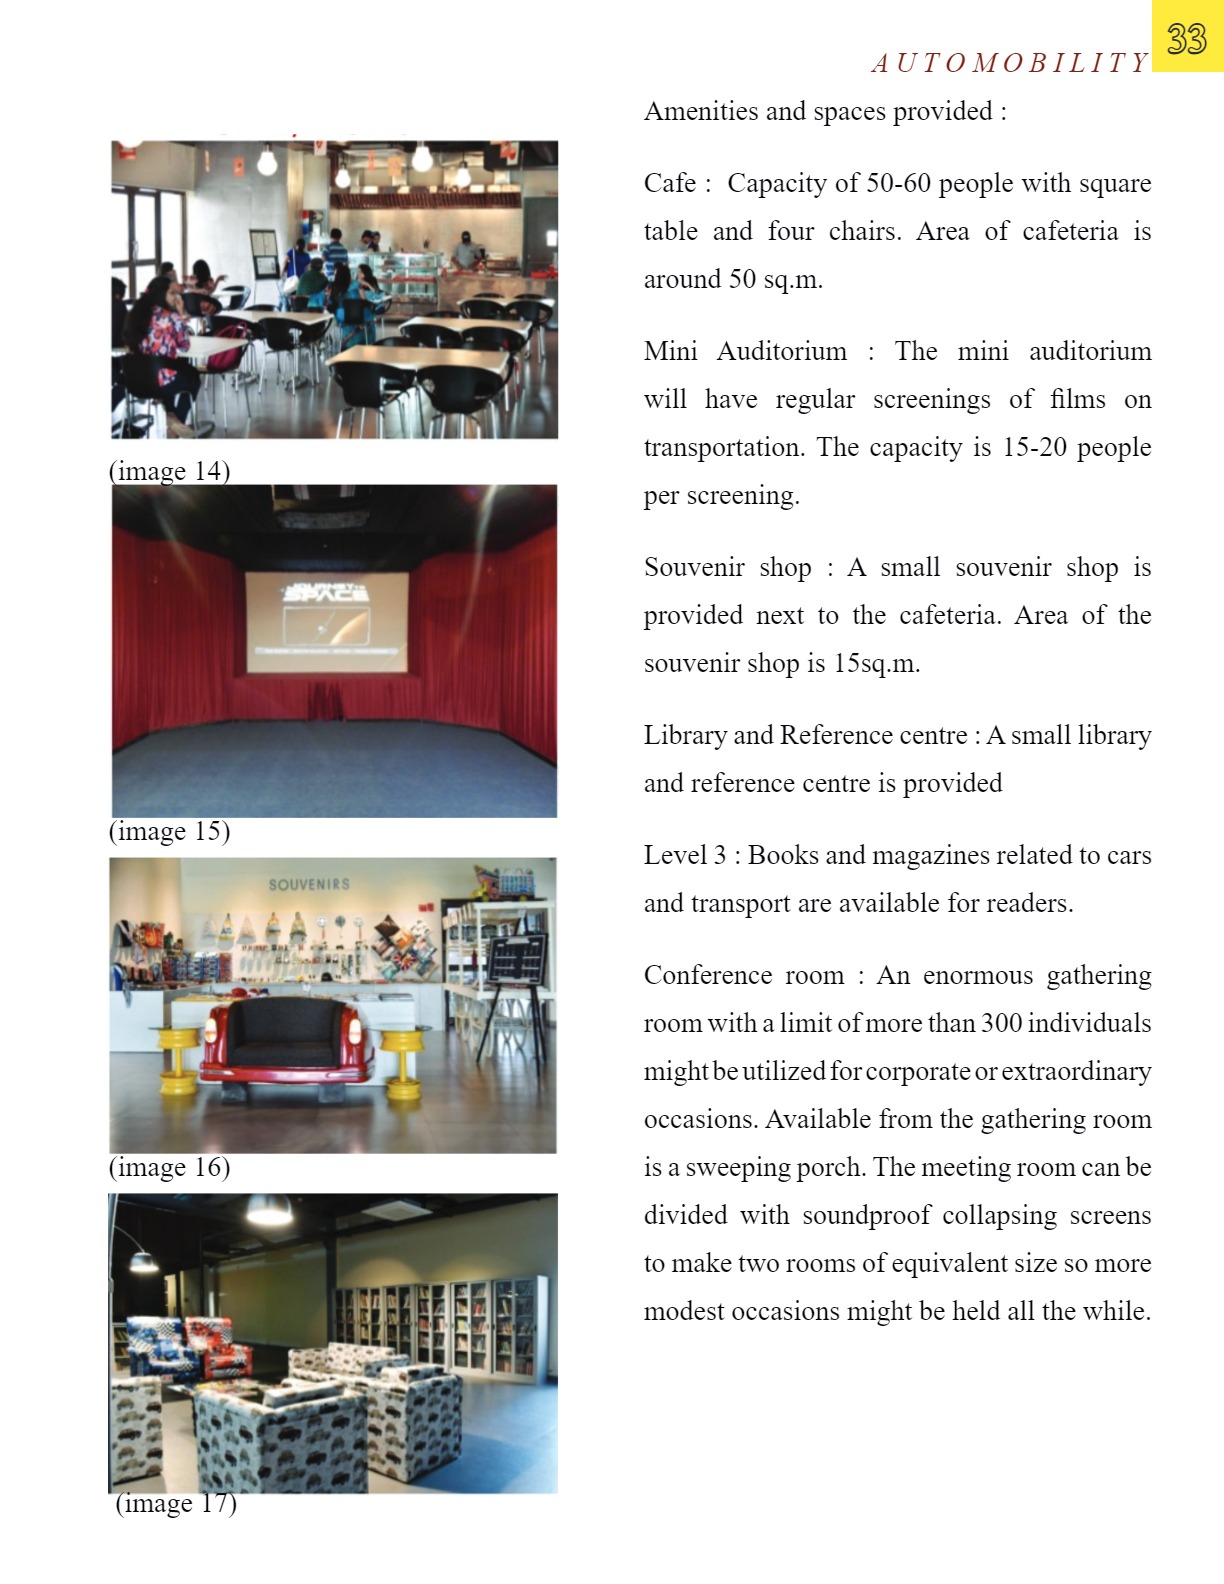 33
AUTOMOBILITY
Amenities and spaces provided :
Cafe :  Capacity of 50-60 people with square
table and four chairs. Area of cafeteria is
around 50 sq.m.
Mini Auditorium : The mini auditorium
will have regular screenings of films on
transportation. The capacity is 15-20 people
per screening.
Souvenir shop : A small souvenir shop is
provided next to the cafeteria. Area of the
souvenir shop is 15sq.m.
Library and Reference centre : A small library
and reference centre is provided
Level 3 : Books and magazines related to cars
and transport are available for readers.
Conference room : An enormous gathering
room with a limit of more than 300 individuals
might be utilized for corporate or extraordinary
occasions. Available from the gathering room
is a sweeping porch. The meeting room can be
divided with soundproof collapsing screens
to make two rooms of equivalent size so more
modest occasions might be held all the while.
(image 14)
JOURNEY TO
SPACE
(image 15)
SOUVENIRS
(image 16)
(image 17)